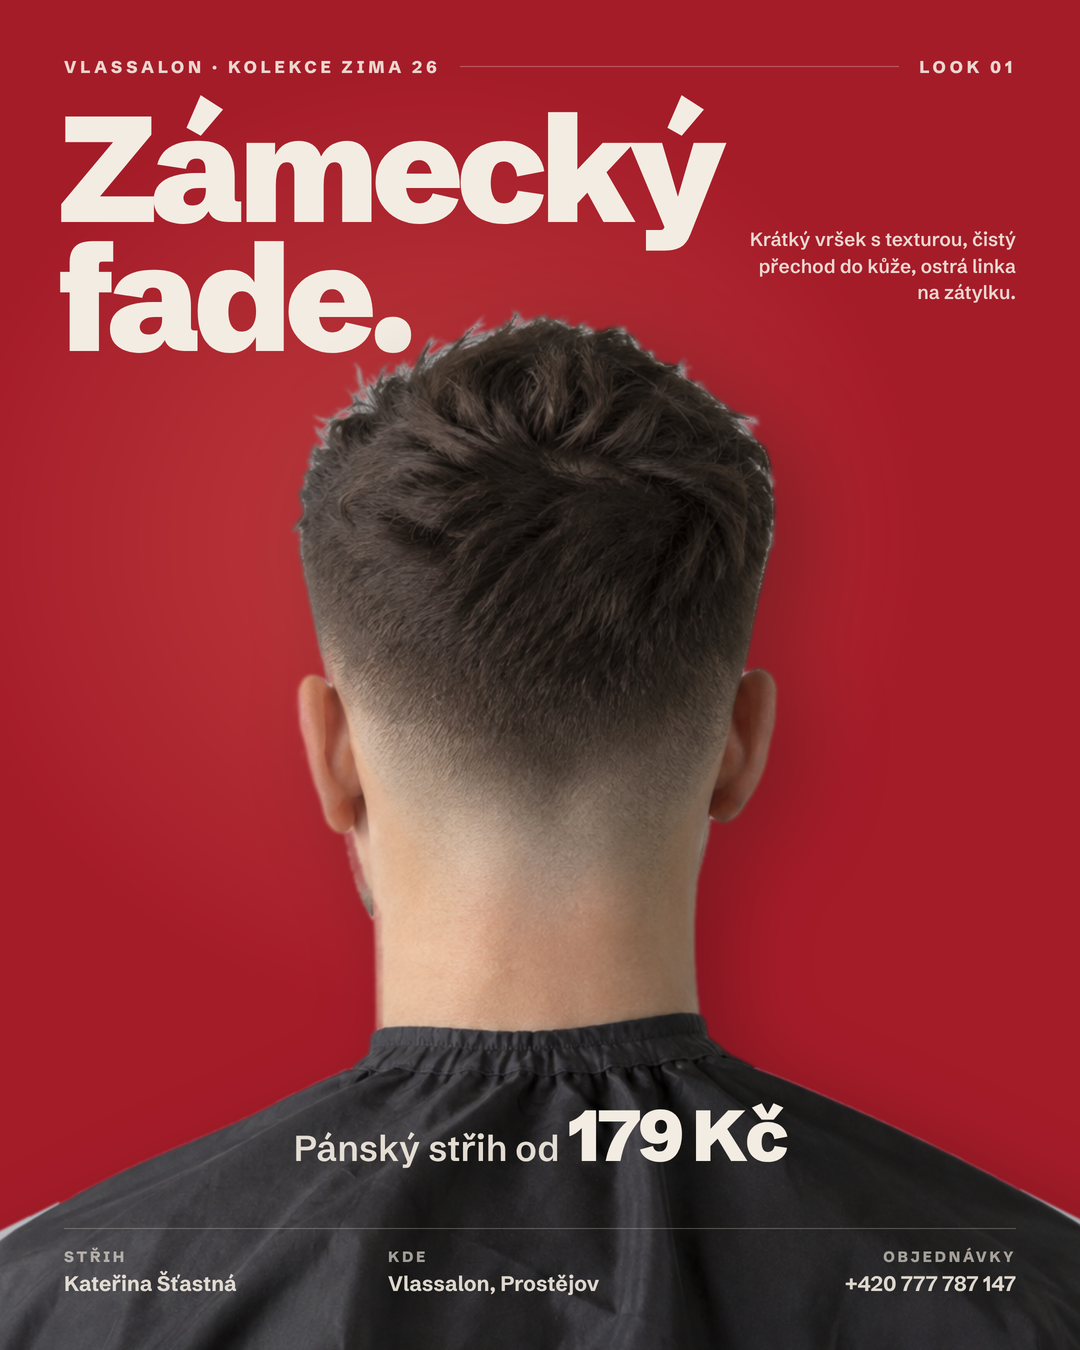 VLASSALON · KOLEKCE ZIMA 26
LOOK 01
Zámecký
fade.
Krátký vršek s texturou, čistý
přechod do kůže, ostrá linka
na zátylku.
Pánský střih od 179 Kč
STŘIH
Kateřina Šťastná
KDE
Vlassalon, Prostějov
OBJEDNÁVKY
+420 777 787 147